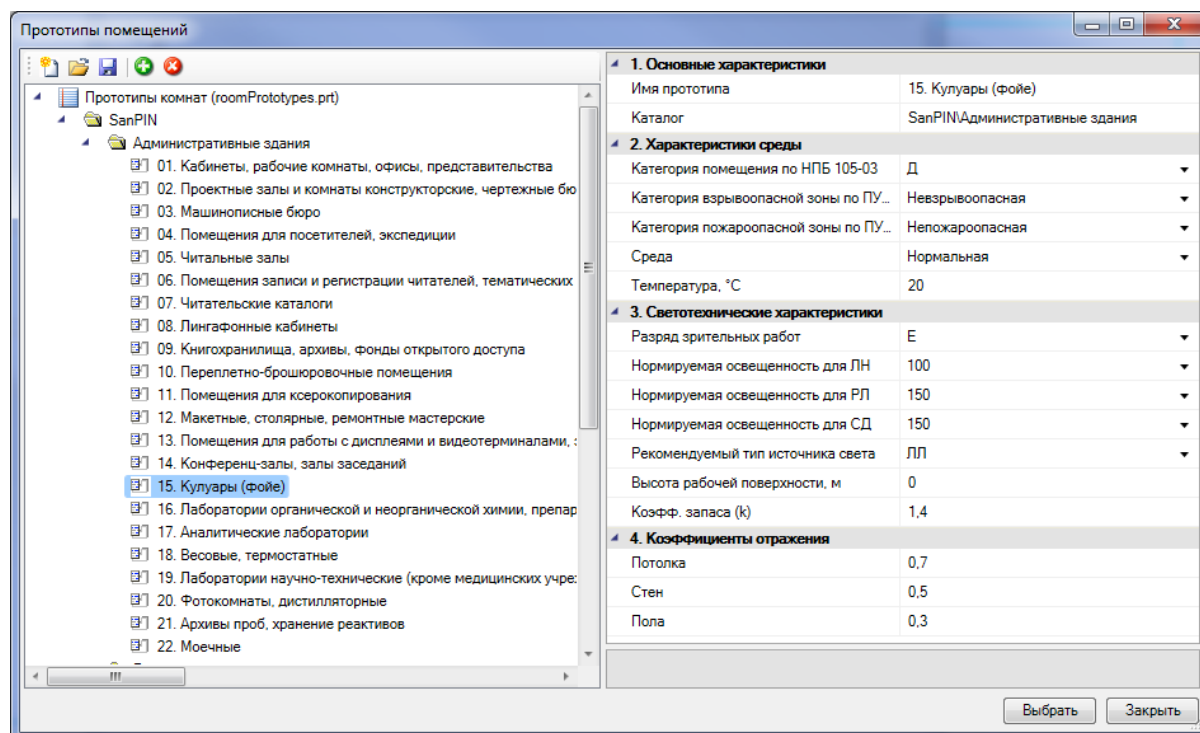 Прототипы помещений
Прототипы комнат (roomPrototypes.prt)
SanPIN
Административные здания
01. Кабинеты, рабочие комнаты, офисы, представительства
02. Проектные залы и комнаты конструкторские, чертежные бю
03. Машинописные бюро
04. Помещения для посетителей, экспедиции
05. Читальные залы
06. Помещения записи и регистрации читателей, тематических
07. Читательские каталоги
08. Лингафонные кабинеты
09. Книгохранилища, архивы, фонды открытого доступа
10. Переплетно-брошюровочные помещения
11. Помещения для ксерокопирования
12. Макетные, столярные, ремонтные мастерские
13. Помещения для работы с дисплеями и видеотерминалами,
14. Конференц-залы, залы заседаний
15. Кулуары (фойе)
16. Лаборатории органической и неорганической химии, препар
17. Аналитические лаборатории
18. Весовые, термостатные
19. Лаборатории научно-технические (кроме медицинских учре
20. Фотокомнаты, дистилляторные
21. Архивы проб, хранение реактивов
22. Моечные
1. Основные характеристики
Имя прототипа 15. Кулуары (фойе)
Каталог SanPIN\Административные здания
2. Характеристики среды
Категория помещения по НПБ 105-03 Д
Категория взрывоопасной зоны по ПУ... Невзрывоопасная
Категория пожароопасной зоны по ПУ... Непожароопасная
Среда Нормальная
Температура, °C 20
3. Светотехнические характеристики
Разряд зрительных работ Е
Нормируемая освещенность для ЛН 100
Нормируемая освещенность для РЛ 150
Нормируемая освещенность для СД 150
Рекомендуемый тип источника света ЛЛ
Высота рабочей поверхности, м 0
Коэфф. запаса (k) 1,4
4. Коэффициенты отражения
Потолка 0,7
Стен 0,5
Пола 0,3
Выбрать Закрыть